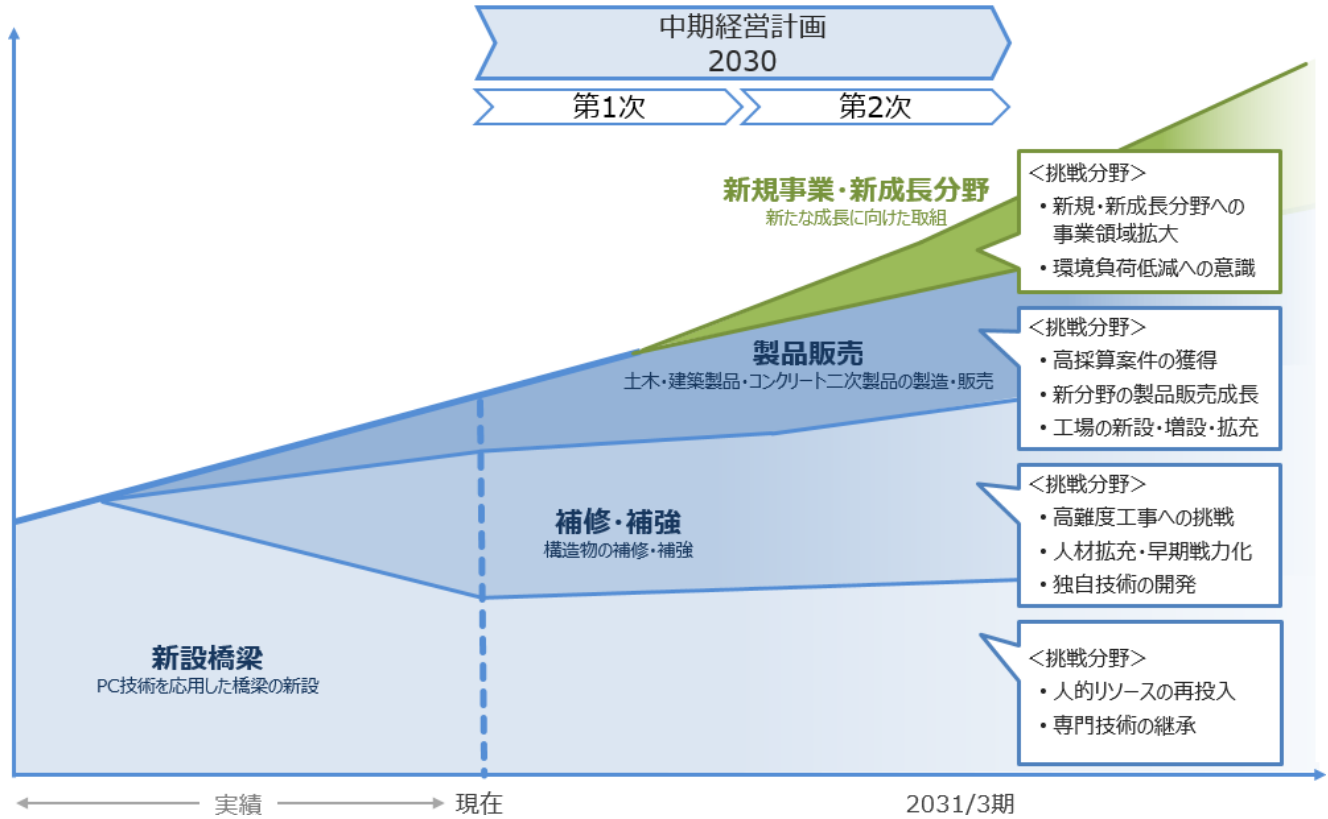 中期経営計画
2030
第1次
第2次
新規事業・新成長分野
新たな成長に向けた取組
<挑戦分野>
・新規・新成長分野への
事業領域拡大
・環境負荷低減への意識
製品販売
土木・建築製品・コンクリート二次製品の製造・販売
<挑戦分野>
・高採算案件の獲得
・新分野の製品販売成長
・工場の新設・増設・拡充
補修・補強
構造物の補修・補強
<挑戦分野>
・高難度工事への挑戦
・人材拡充・早期戦力化
・独自技術の開発
新設橋梁
PC技術を応用した橋梁の新設
<挑戦分野>
・人的リソースの再投入
・専門技術の継承
実績
現在
2031/3期